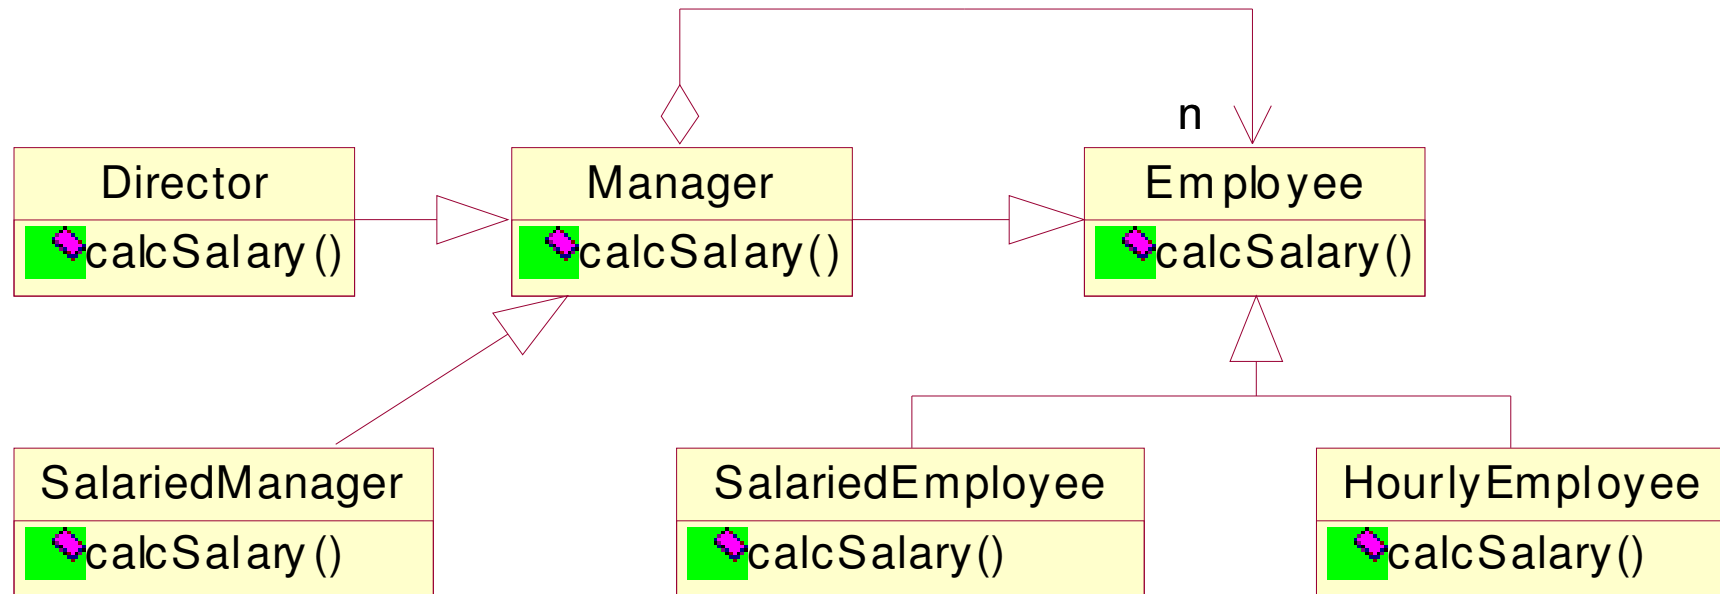 n
Director
Manager
Employee
calcSalary()
calcSalary()
calcSalary()
SalariedManager
SalariedEmployee
HourlyEmployee
calcSalary()
calcSalary()
calcSalary()